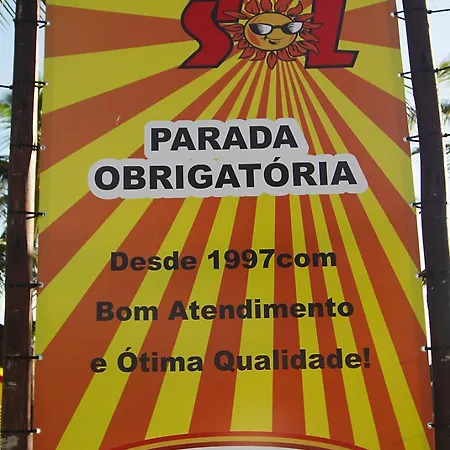 SOL
PARADA
OBRIGATÓRIA
Desde 1997com
Bom Atendimento
e Ótima Qualidade!